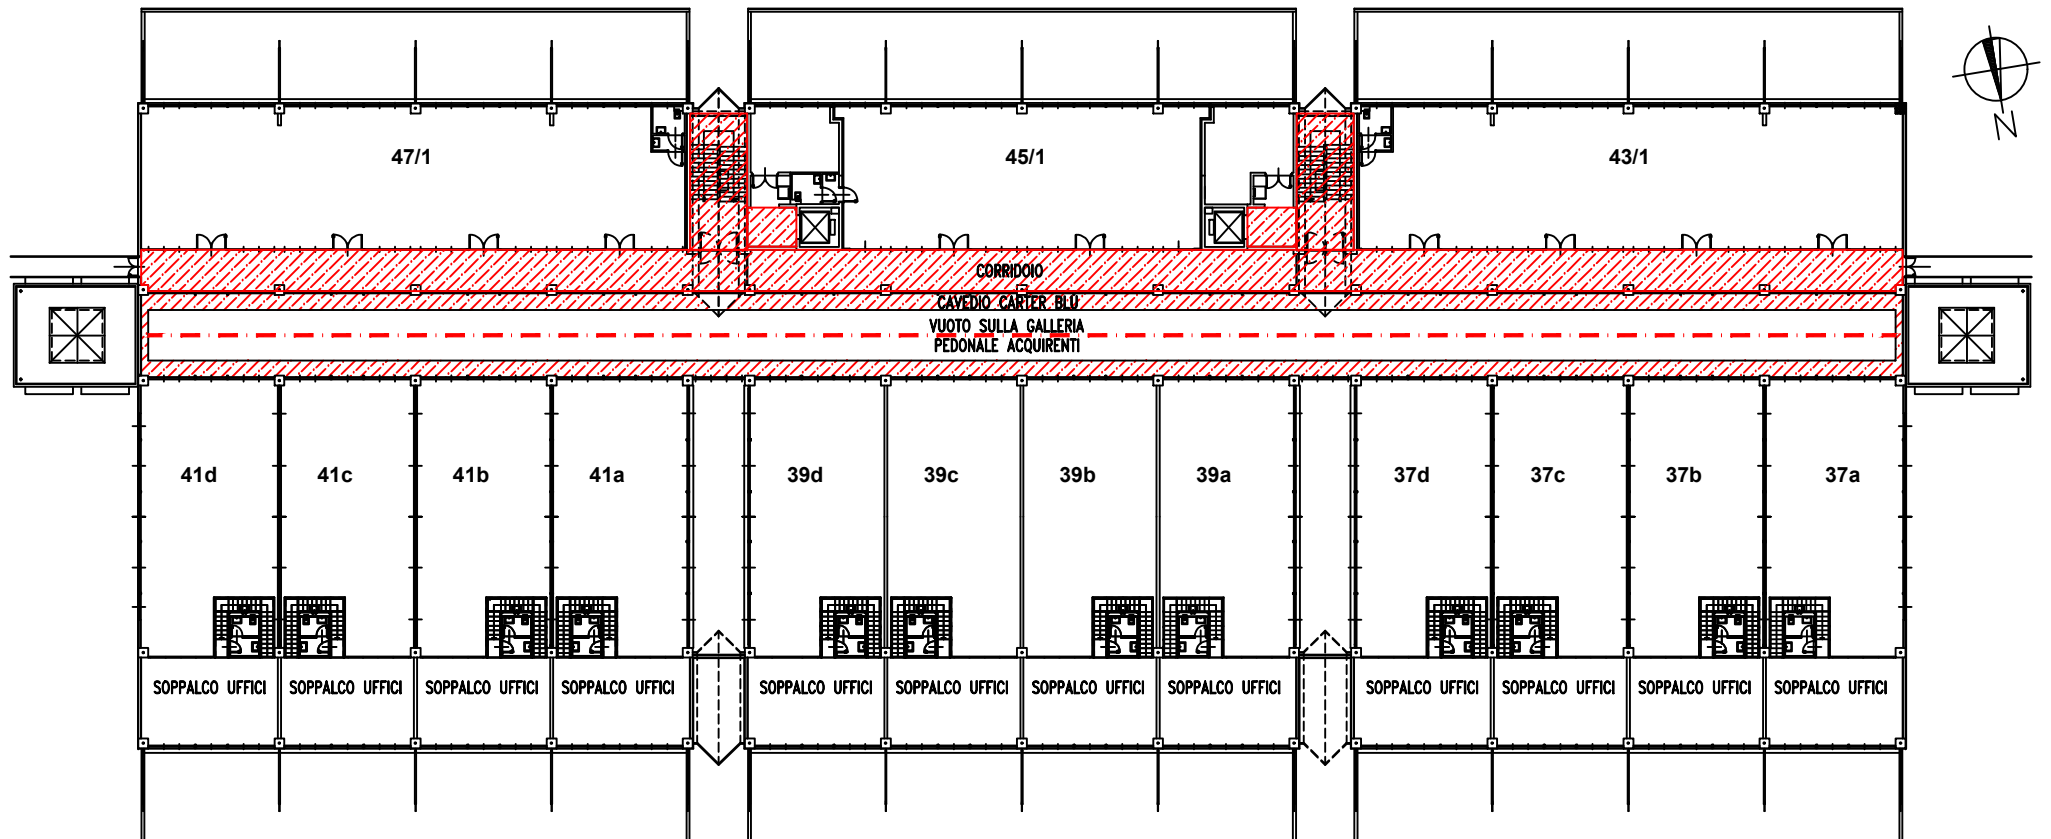 N
47/1
45/1
43/1
CORRIDOIO
CAVEDIO CARTER BLU
VUOTO SULLA GALLERIA
PEDONALE ACQUIRENTI
41d
41c
41b
41a
39d
39c
39b
39a
37d
37c
37b
37a
SOPPALCO UFFICI
SOPPALCO UFFICI
SOPPALCO UFFICI
SOPPALCO UFFICI
SOPPALCO UFFICI
SOPPALCO UFFICI
SOPPALCO UFFICI
SOPPALCO UFFICI
SOPPALCO UFFICI
SOPPALCO UFFICI
SOPPALCO UFFICI
SOPPALCO UFFICI